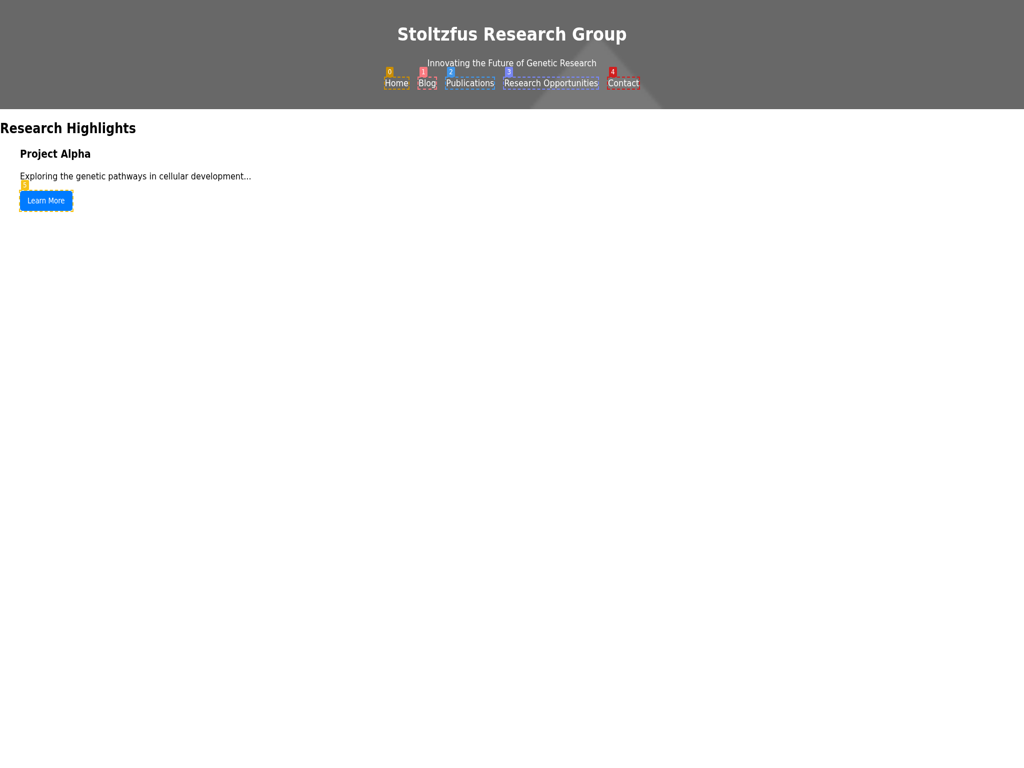 Stoltzfus Research Group
Innovating the Future of Genetic Research
0 1 2 3 4
Home Blog Publications Research Opportunities Contact
Research Highlights
Project Alpha
Exploring the genetic pathways in cellular development...
5
Learn More